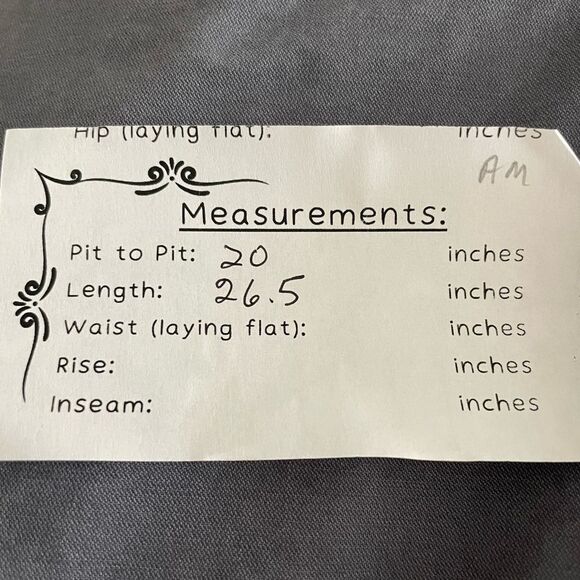 Hip (laying flat): inches
AM
Measurements:
Pit to Pit: 20 inches
Length: 26.5 inches
Waist (laying flat): inches
Rise: inches
Inseam: inches